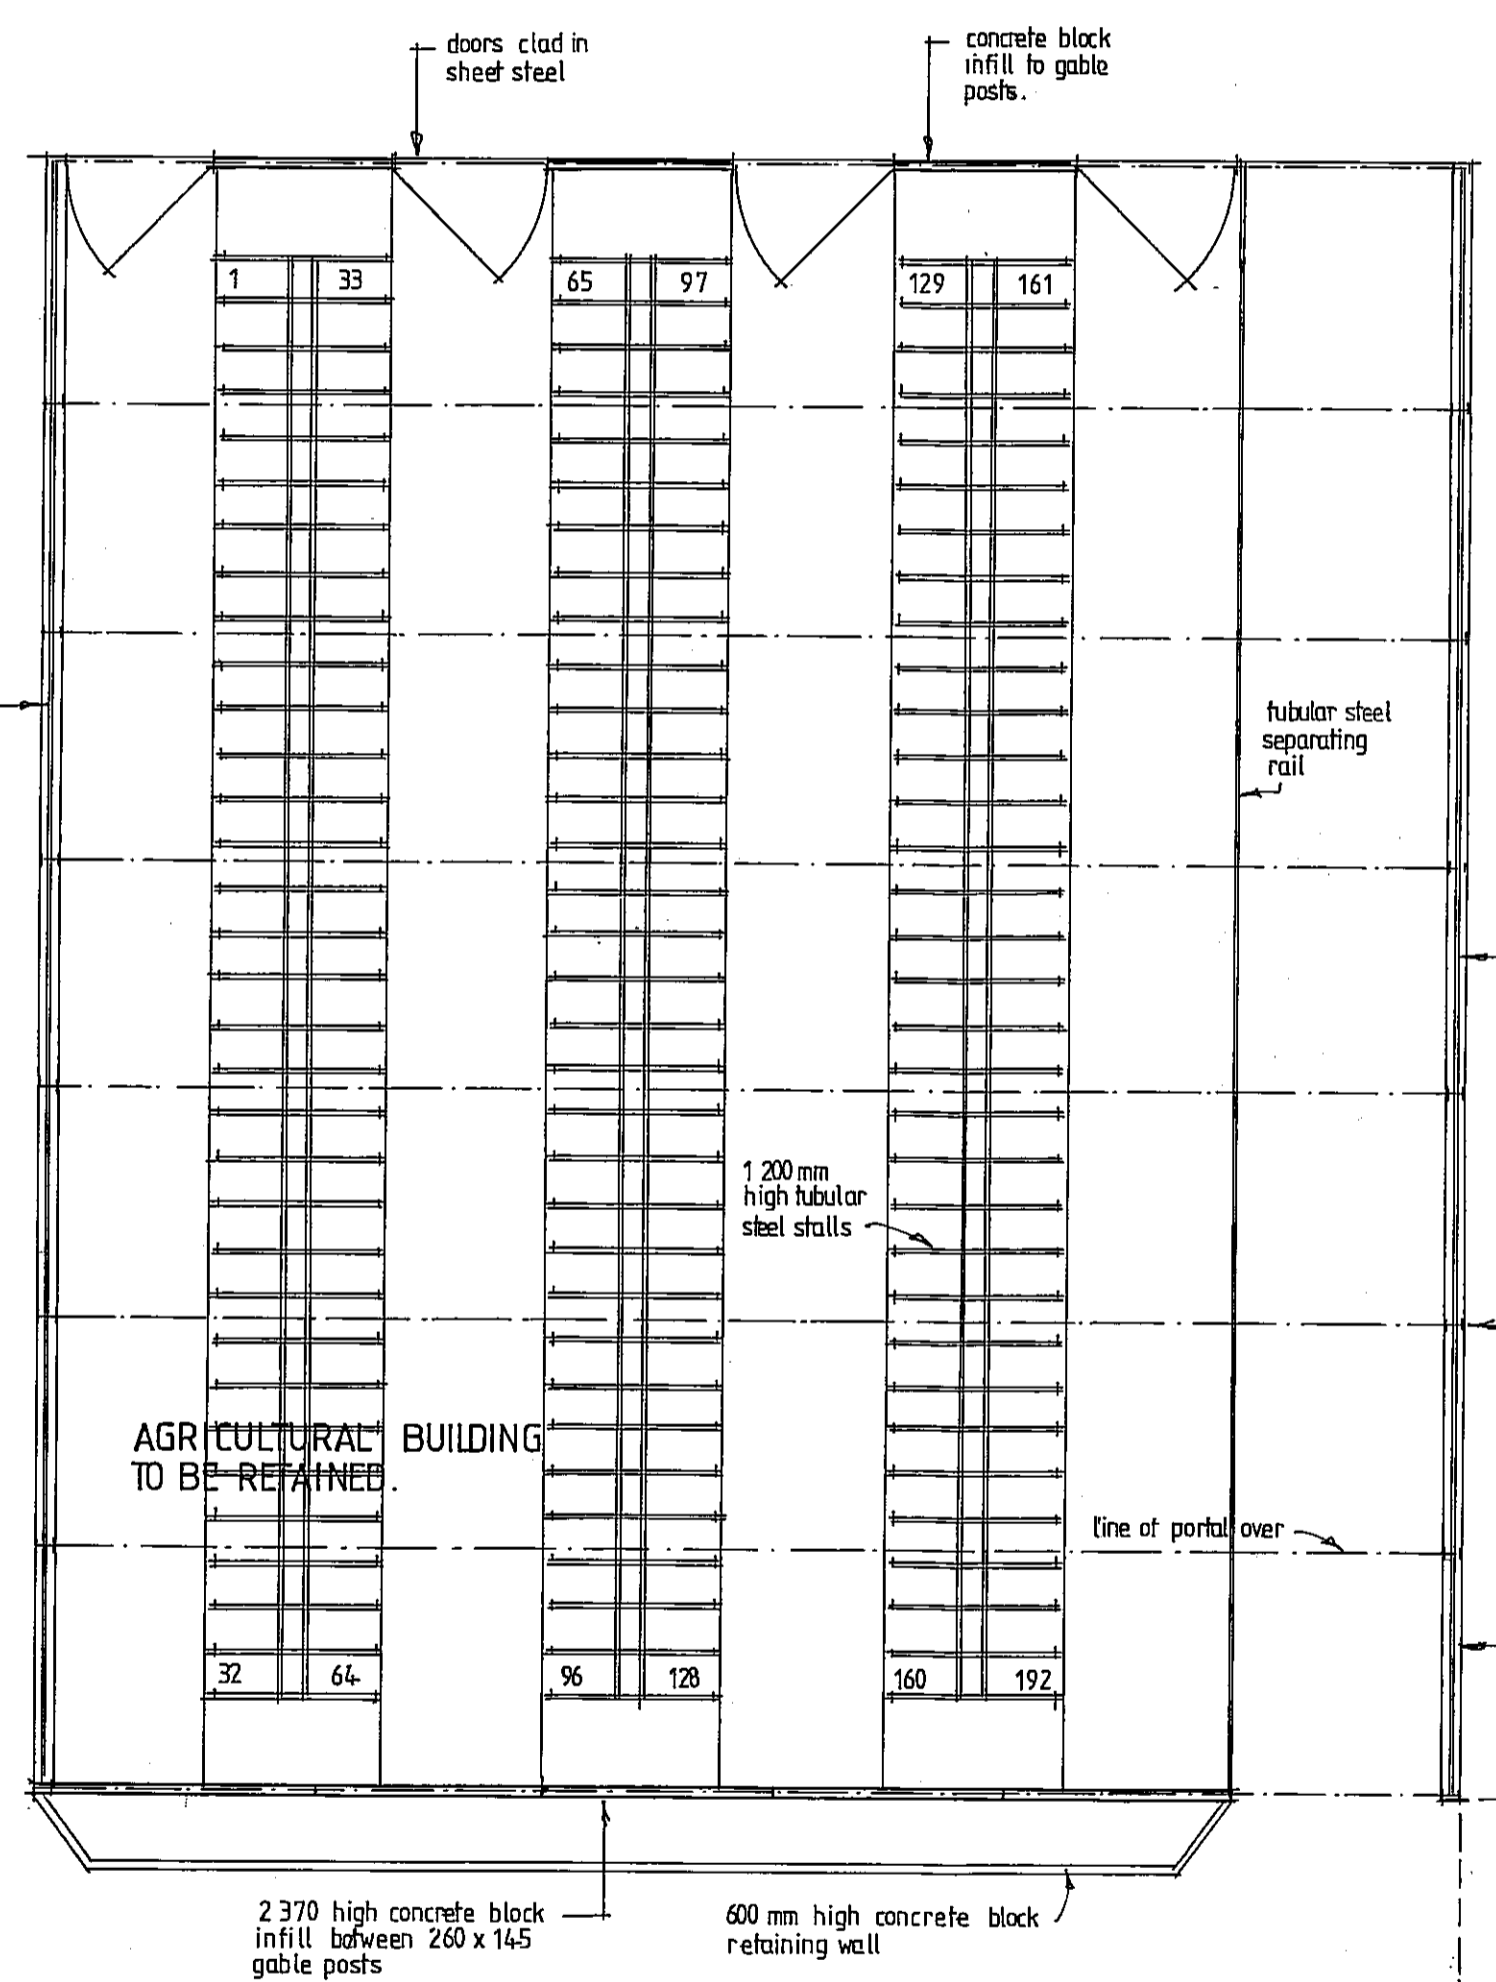 doors clad in
sheet steel
concrete block
infill to gable
posts.
1 33 65 97 129 161
tubular steel
separating
rail
1 200 mm
high tubular
steel stalls
AGRICULTURAL BUILDING
TO BE RETAINED.
line of portal over
32 64 96 128 160 192
2 370 high concrete block
infill between 260 x 145
gable posts
600 mm high concrete block
retaining wall